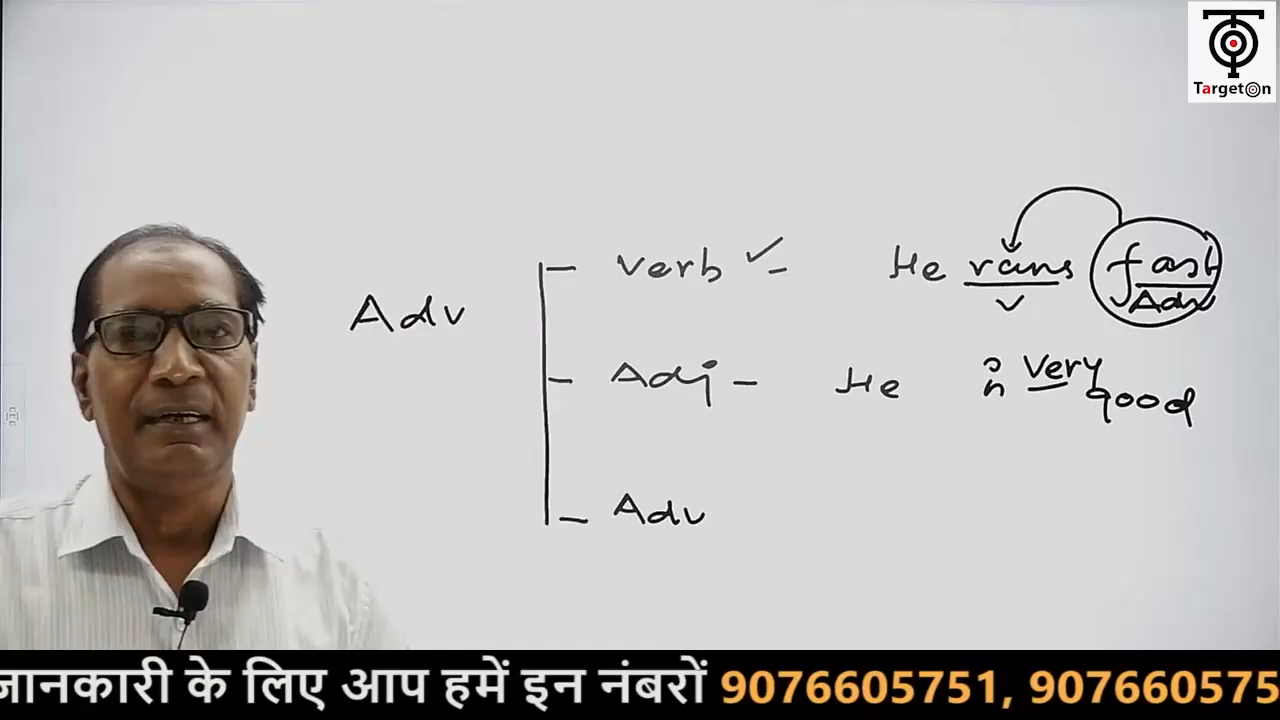 TargetOn
Verb ✓ - He runs fast
Adv
v Adv
Adj - He is very
good
Adv
जानकारी के लिए आप हमें इन नंबरों 9076605751, 907660575